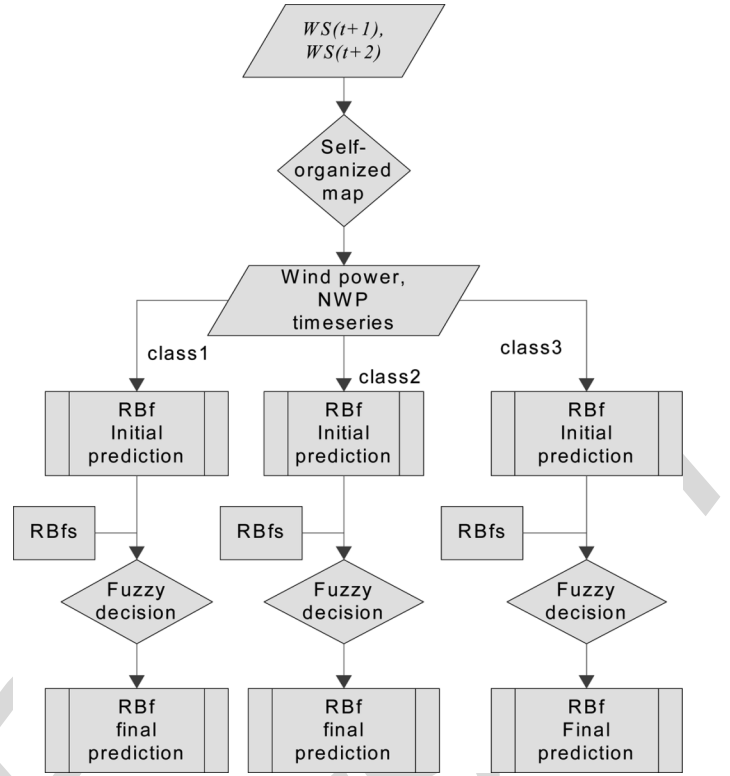 WS(t+1),
WS(t+2)
Self-
organized
map
Wind power,
NWP
timeseries
class1
class2
class3
RBf
Initial
prediction
RBf
Initial
prediction
RBf
Initial
prediction
RBfs
RBfs
RBfs
Fuzzy
decision
Fuzzy
decision
Fuzzy
decision
RBf
final
prediction
RBf
final
prediction
RBf
Final
prediction